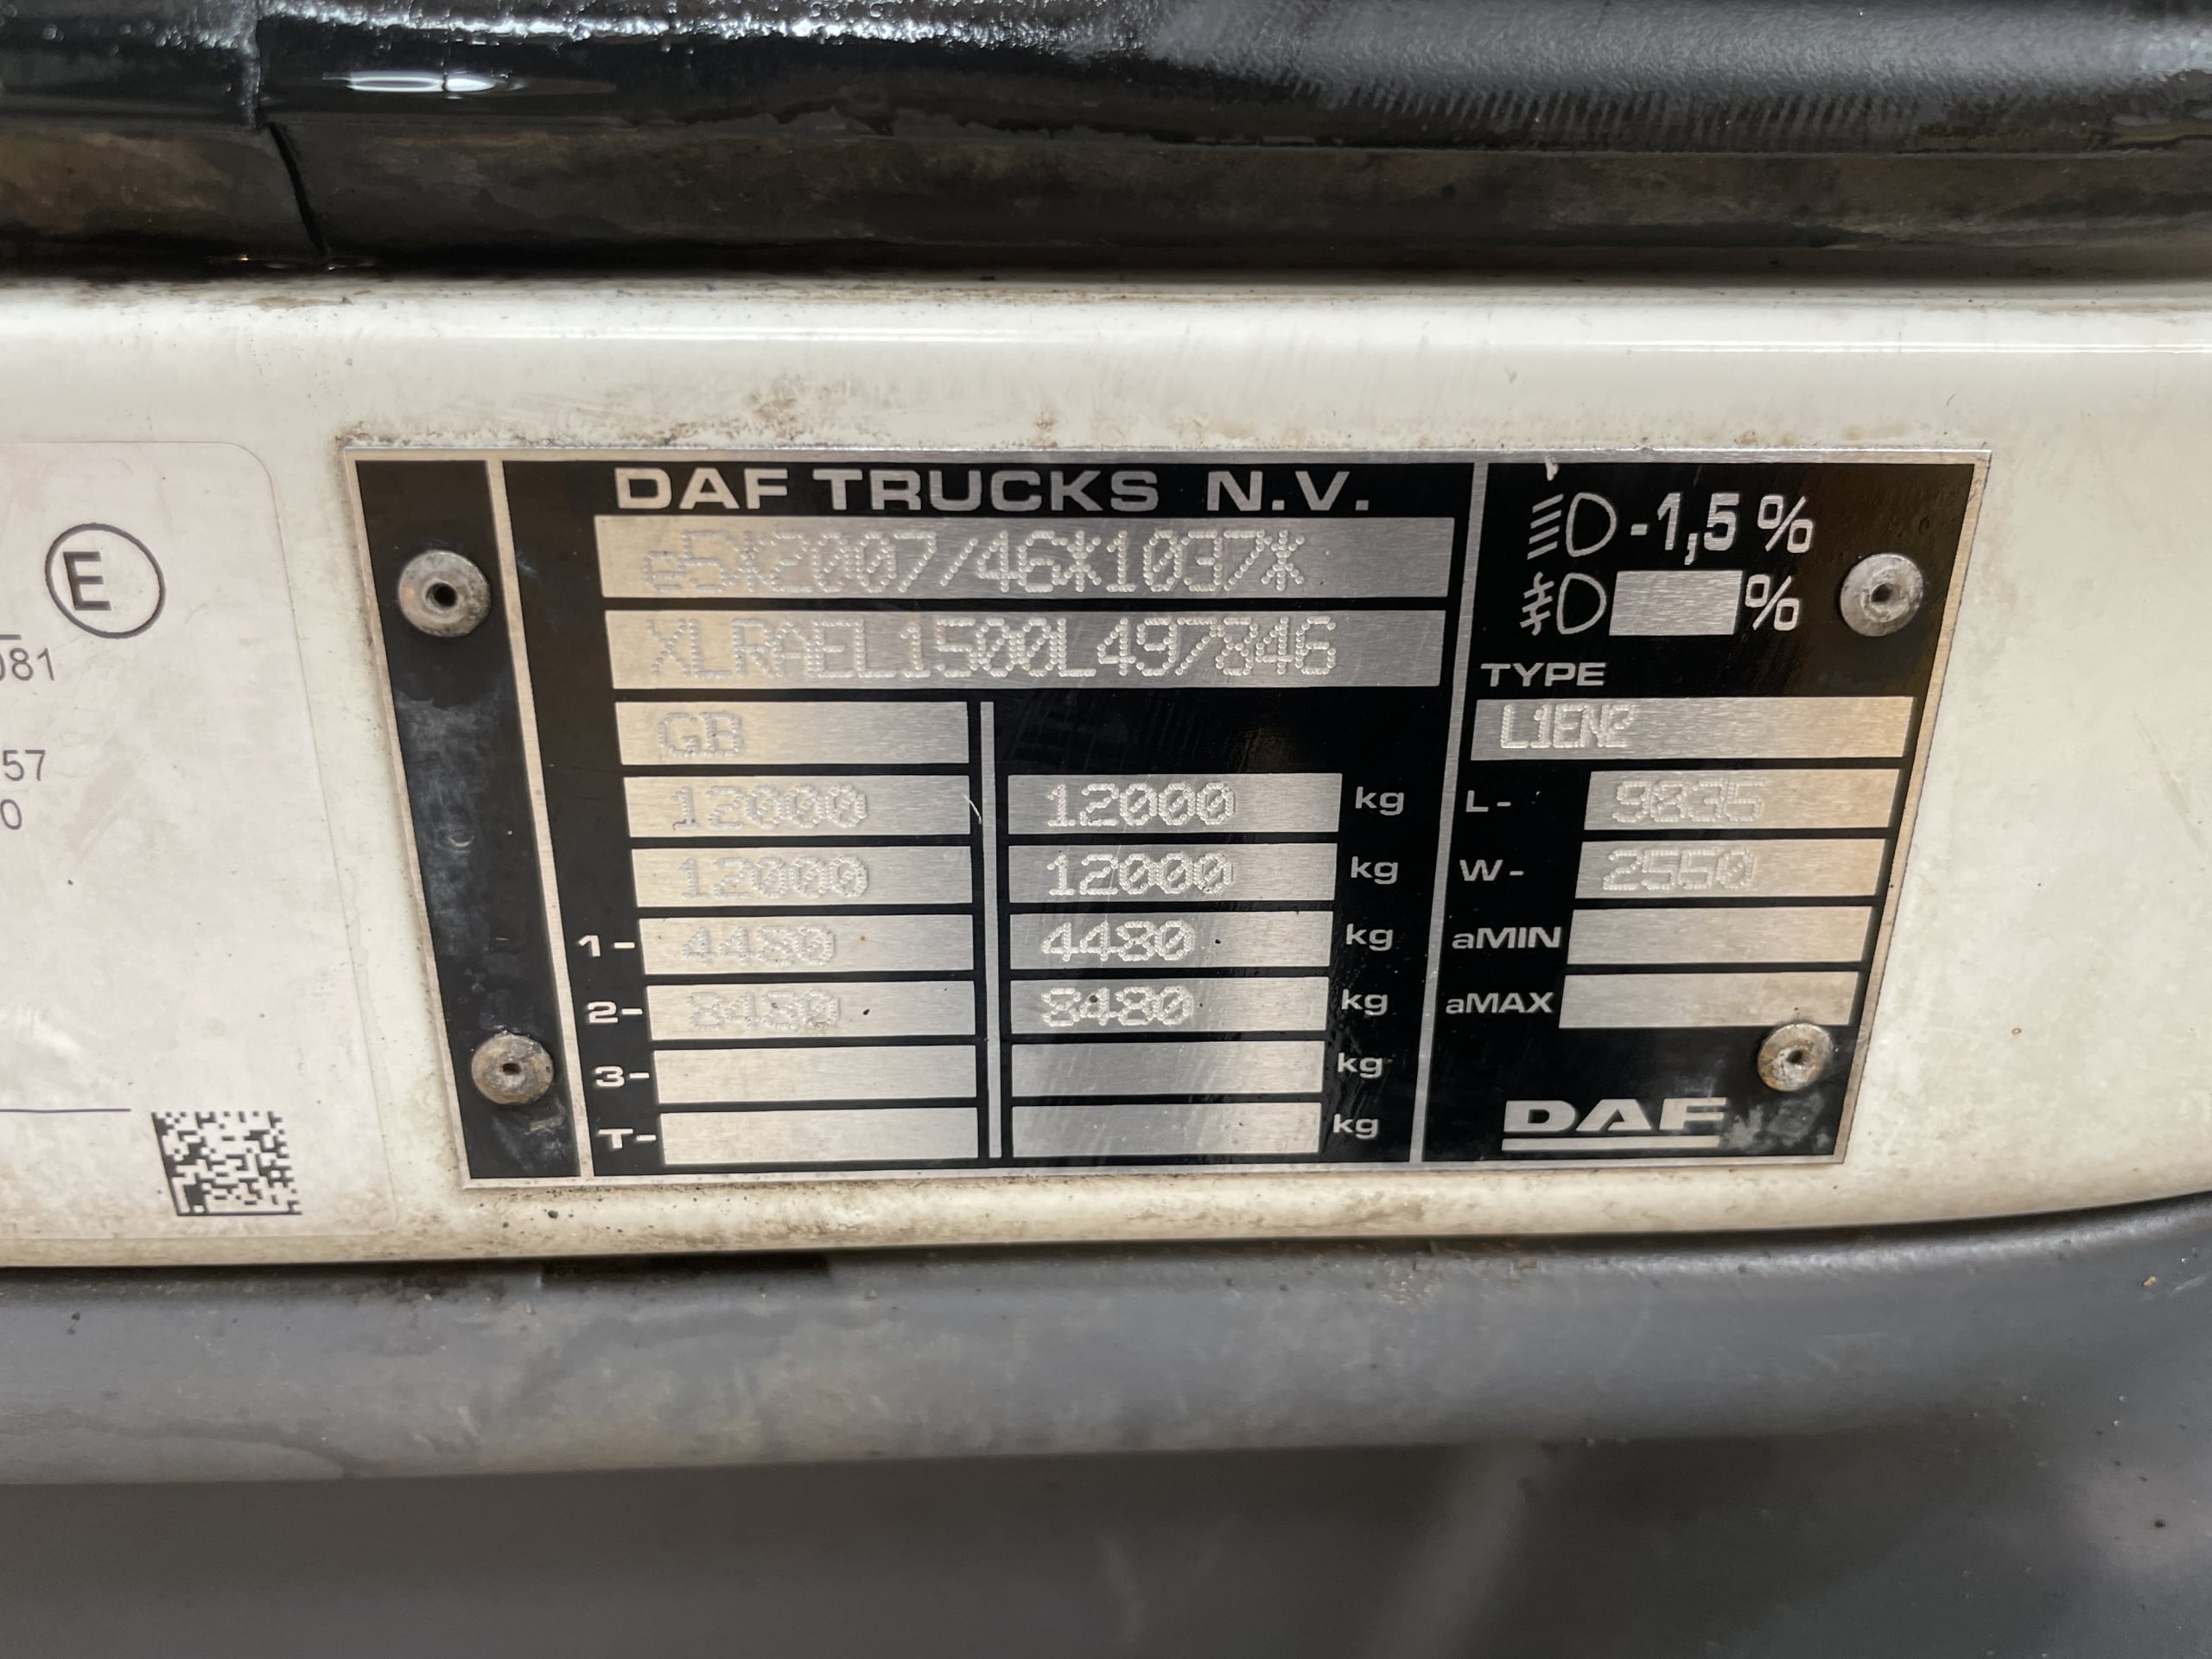 E
081
57
0
DAF TRUCKS N.V.
e5*2007/46*1037*
XLRAEL1500L497846
GB
12000 12000 kg
12000 12000 kg
1- 4480 4480 kg
2- 8480 8480 kg
3- kg
T- kg
-1,5 %
%
TYPE
L1EN2
L- 9835
W- 2550
aMIN
aMAX
DAF